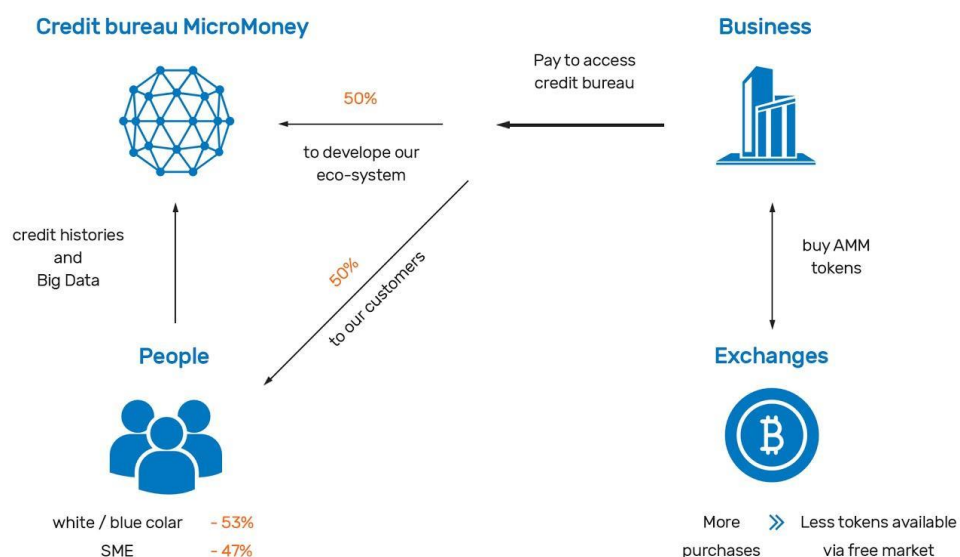 Credit bureau MicroMoney
Business
Pay to access
credit bureau
50%
to develope our
eco-system
credit histories
and
Big Data
50%
to our customers
buy AMM
tokens
People
Exchanges
white / blue colar - 53%
SME - 47%
More
purchases
Less tokens available
via free market